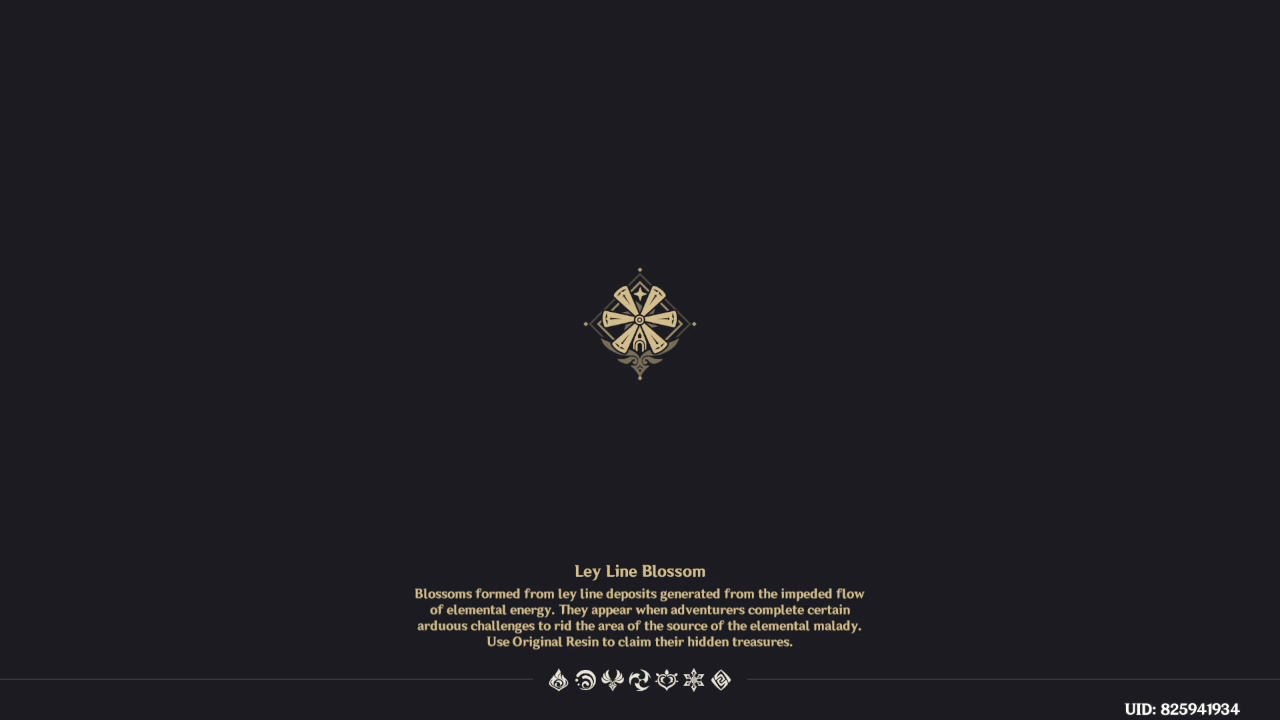 Ley Line Blossom
Blossoms formed from ley line deposits generated from the impeded flow
of elemental energy. They appear when adventurers complete certain
arduous challenges to rid the area of the source of the elemental malady.
Use Original Resin to claim their hidden treasures.
UID: 825941934